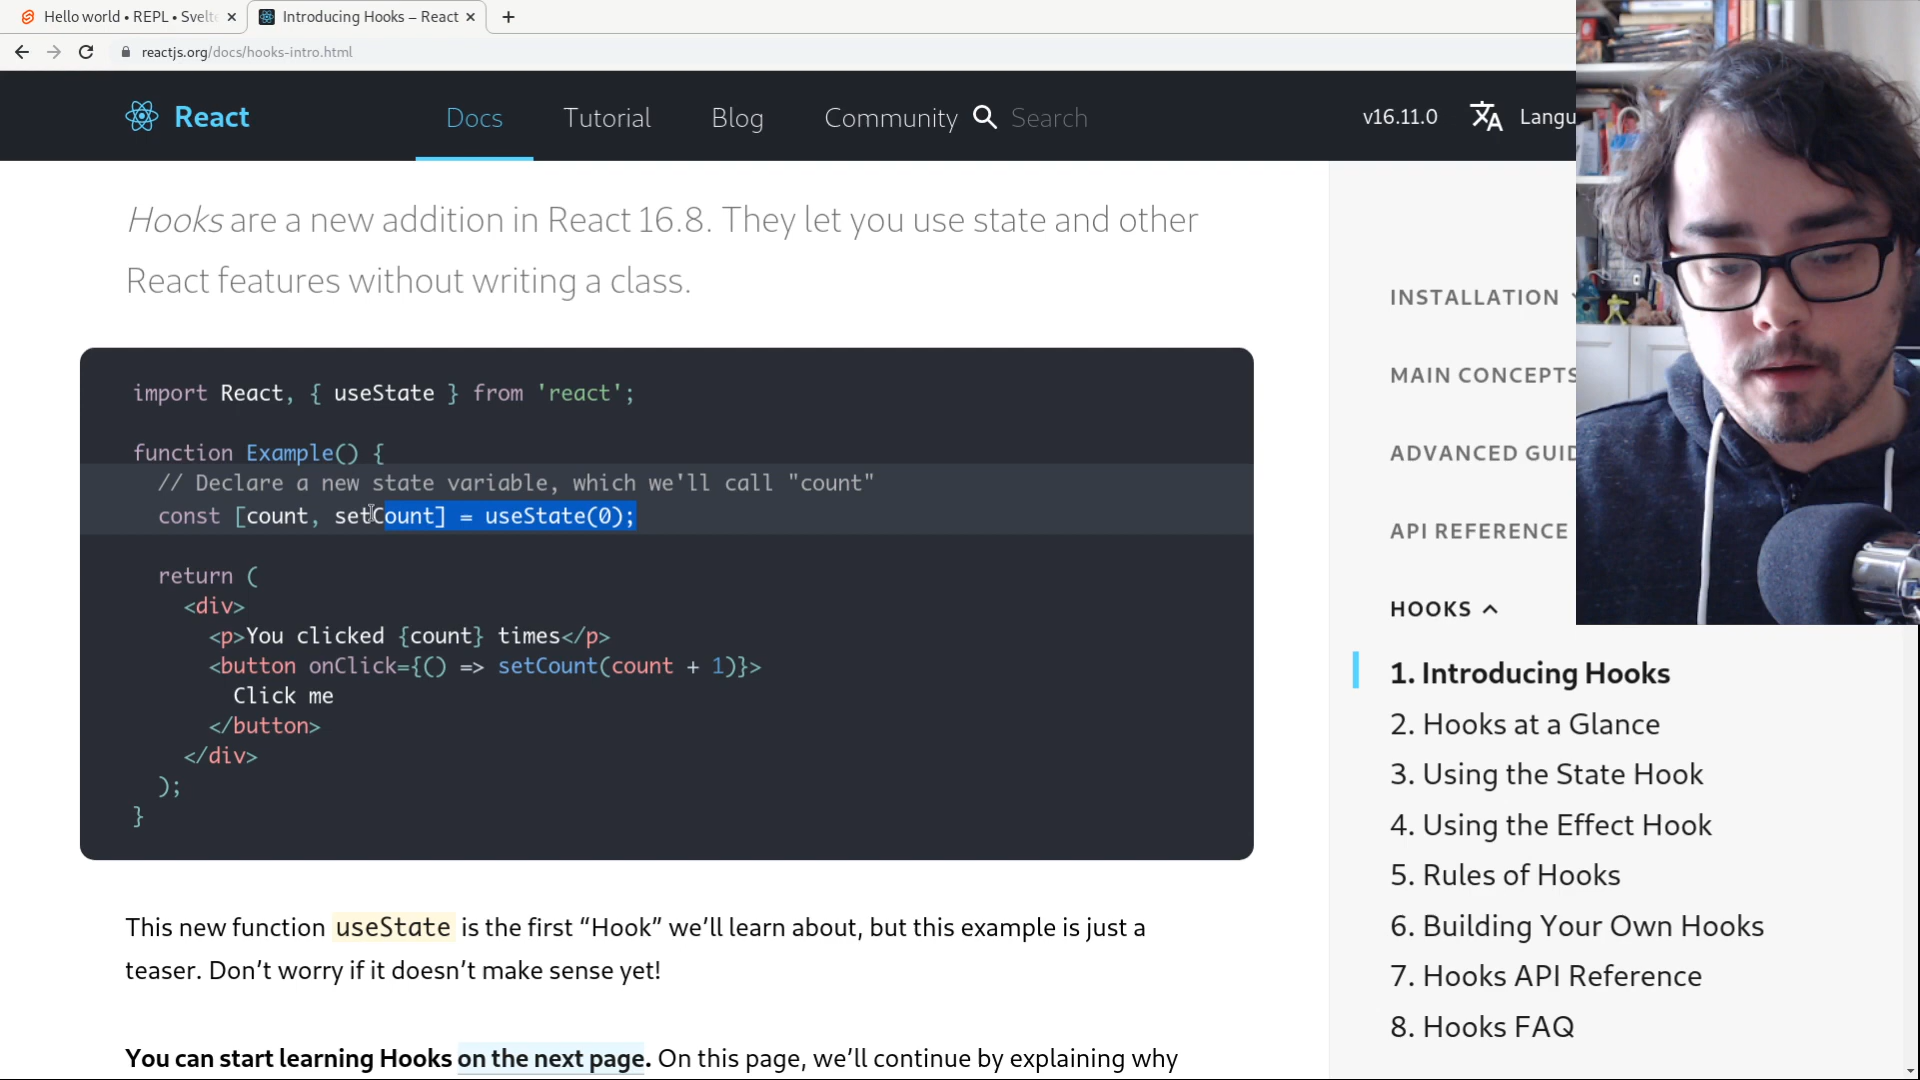 Hello world • REPL • Svelte
Introducing Hooks – React
reactjs.org/docs/hooks-intro.html
React
Docs
Tutorial
Blog
Community
Search
v16.11.0
Langu
Hooks are a new addition in React 16.8. They let you use state and other
React features without writing a class.
import React, { useState } from 'react';
function Example() {
// Declare a new state variable, which we'll call "count"
const [count, setCount] = useState(0);
return (
<div>
<p>You clicked {count} times</p>
<button onClick={() => setCount(count + 1)}>
Click me
</button>
</div>
);
}
This new function useState is the first “Hook” we’ll learn about, but this example is just a
teaser. Don’t worry if it doesn’t make sense yet!
You can start learning Hooks on the next page. On this page, we’ll continue by explaining why
INSTALLATION
MAIN CONCEPTS
ADVANCED GUID
API REFERENCE
HOOKS
1. Introducing Hooks
2. Hooks at a Glance
3. Using the State Hook
4. Using the Effect Hook
5. Rules of Hooks
6. Building Your Own Hooks
7. Hooks API Reference
8. Hooks FAQ